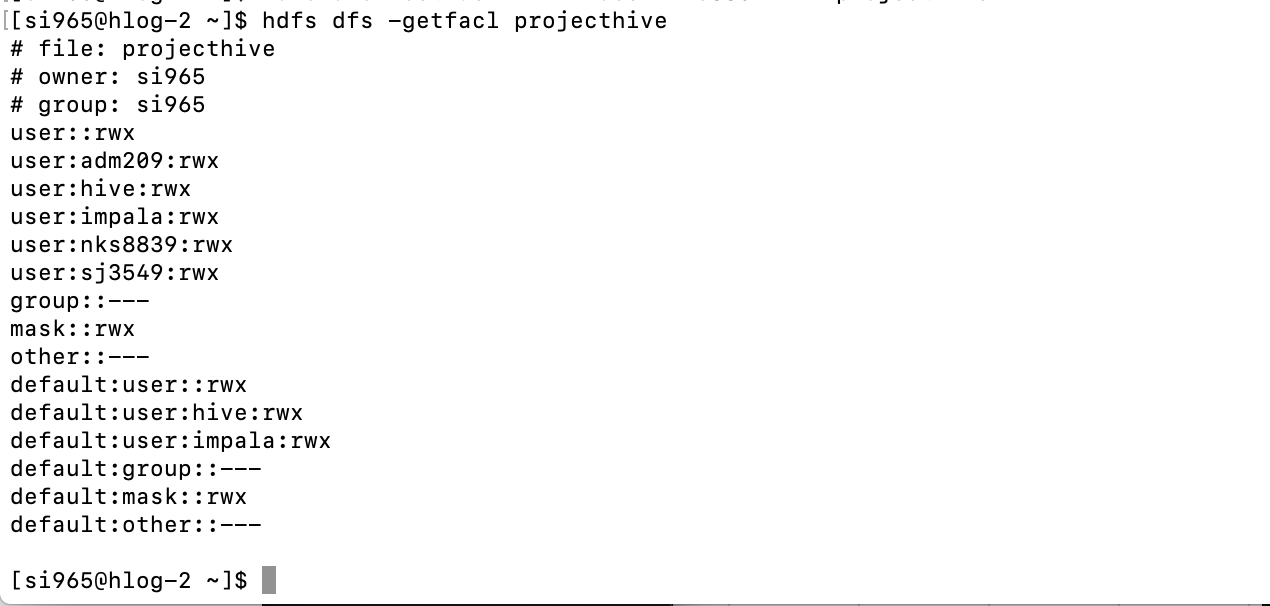 [[si965@hlog-2 ~]$ hdfs dfs -getfacl projecthive
# file: projecthive
# owner: si965
# group: si965
user::rwx
user:adm209:rwx
user:hive:rwx
user:impala:rwx
user:nks8839:rwx
user:sj3549:rwx
group::---
mask::rwx
other::---
default:user::rwx
default:user:hive:rwx
default:user:impala:rwx
default:group::---
default:mask::rwx
default:other::---
[si965@hlog-2 ~]$